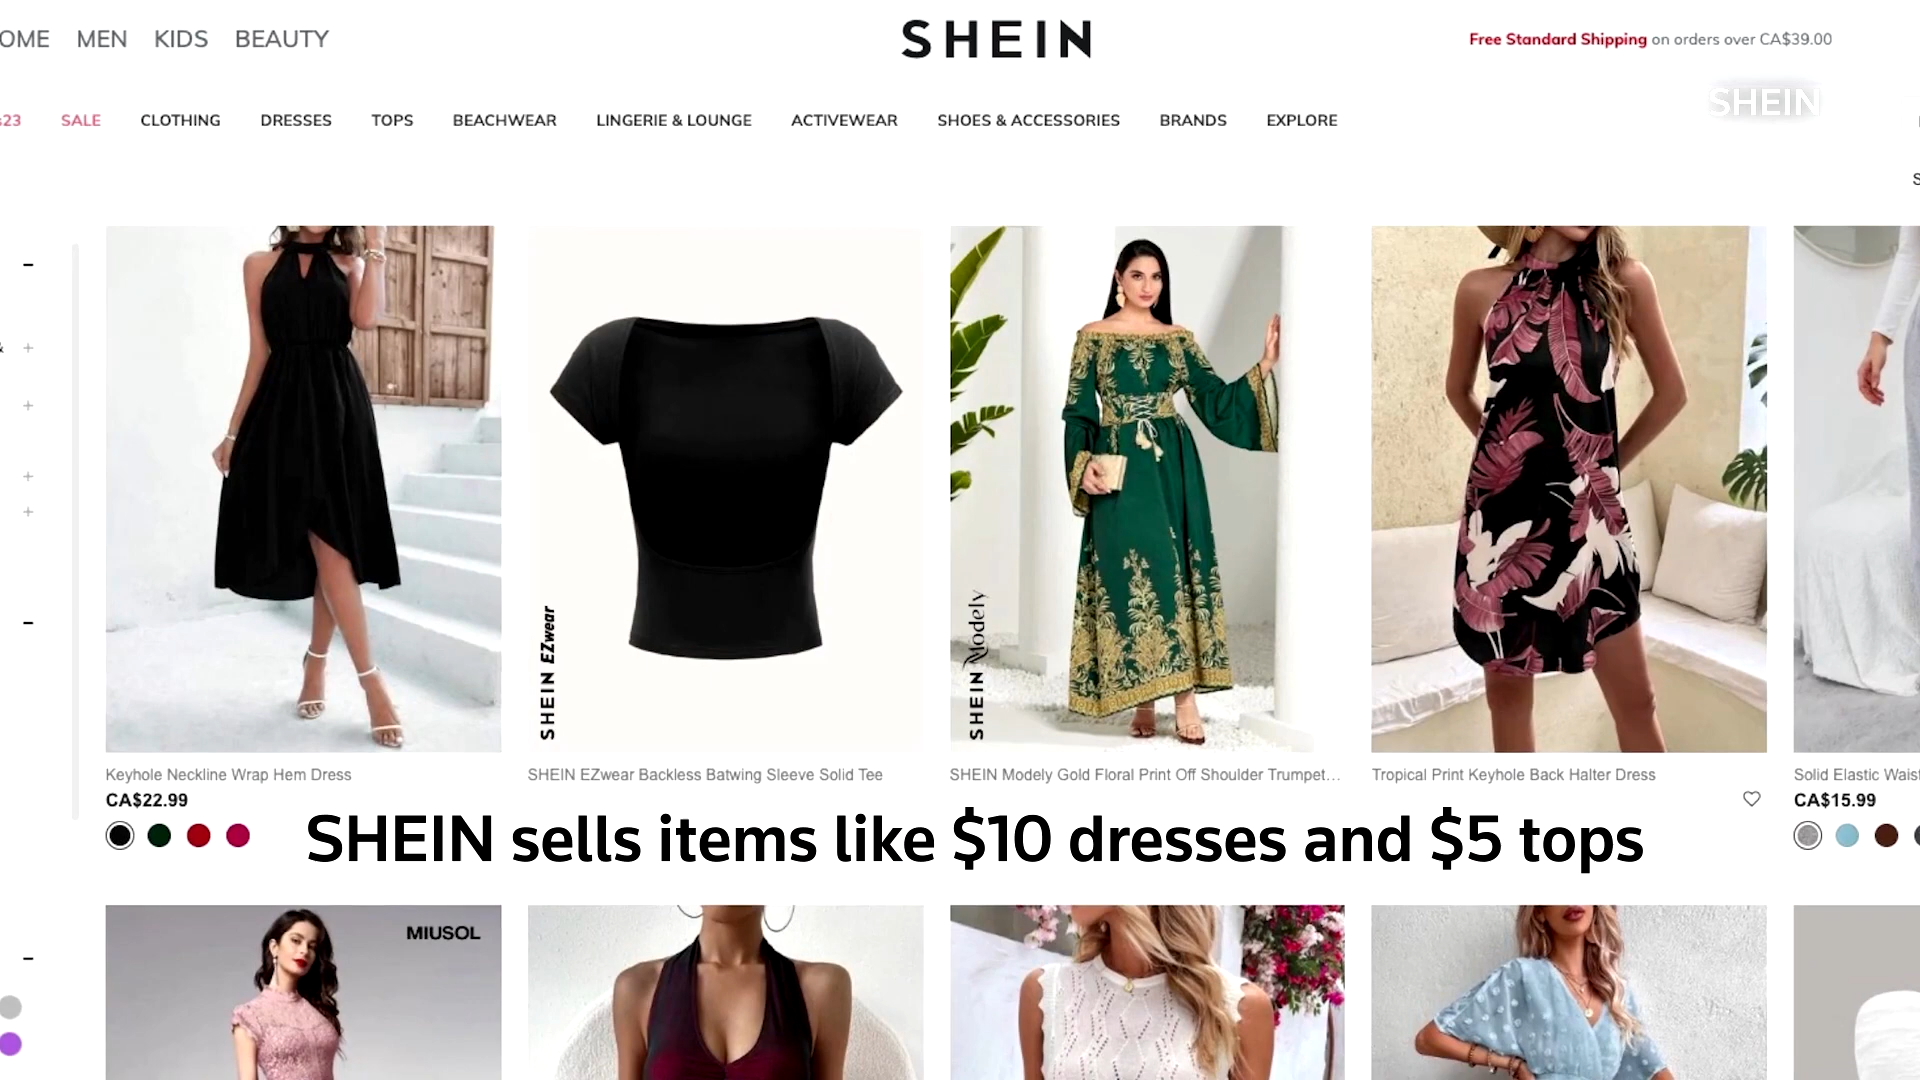 OME MEN KIDS BEAUTY
SHEIN
Free Standard Shipping on orders over CA$39.00
SHEIN
23 SALE CLOTHING DRESSES TOPS BEACHWEAR LINGERIE & LOUNGE ACTIVEWEAR SHOES & ACCESSORIES BRANDS EXPLORE
S
&
SHEIN EZwear
SHEIN Modely
Keyhole Neckline Wrap Hem Dress
CA$22.99
SHEIN EZwear Backless Batwing Sleeve Solid Tee
SHEIN Modely Gold Floral Print Off Shoulder Trumpet...
Tropical Print Keyhole Back Halter Dress
Solid Elastic Wais
CA$15.99
SHEIN sells items like $10 dresses and $5 tops
MIUSOL